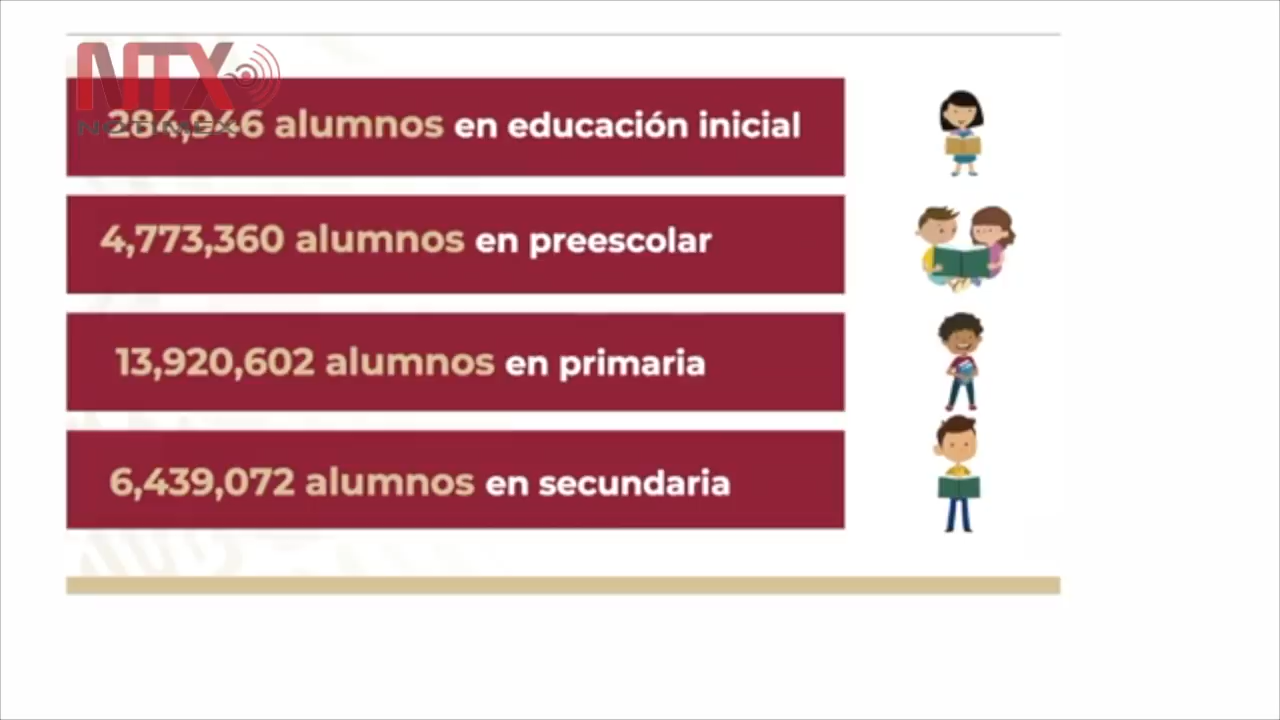 NTX
NOTIMEX
284,946 alumnos en educación inicial
4,773,360 alumnos en preescolar
13,920,602 alumnos en primaria
6,439,072 alumnos en secundaria